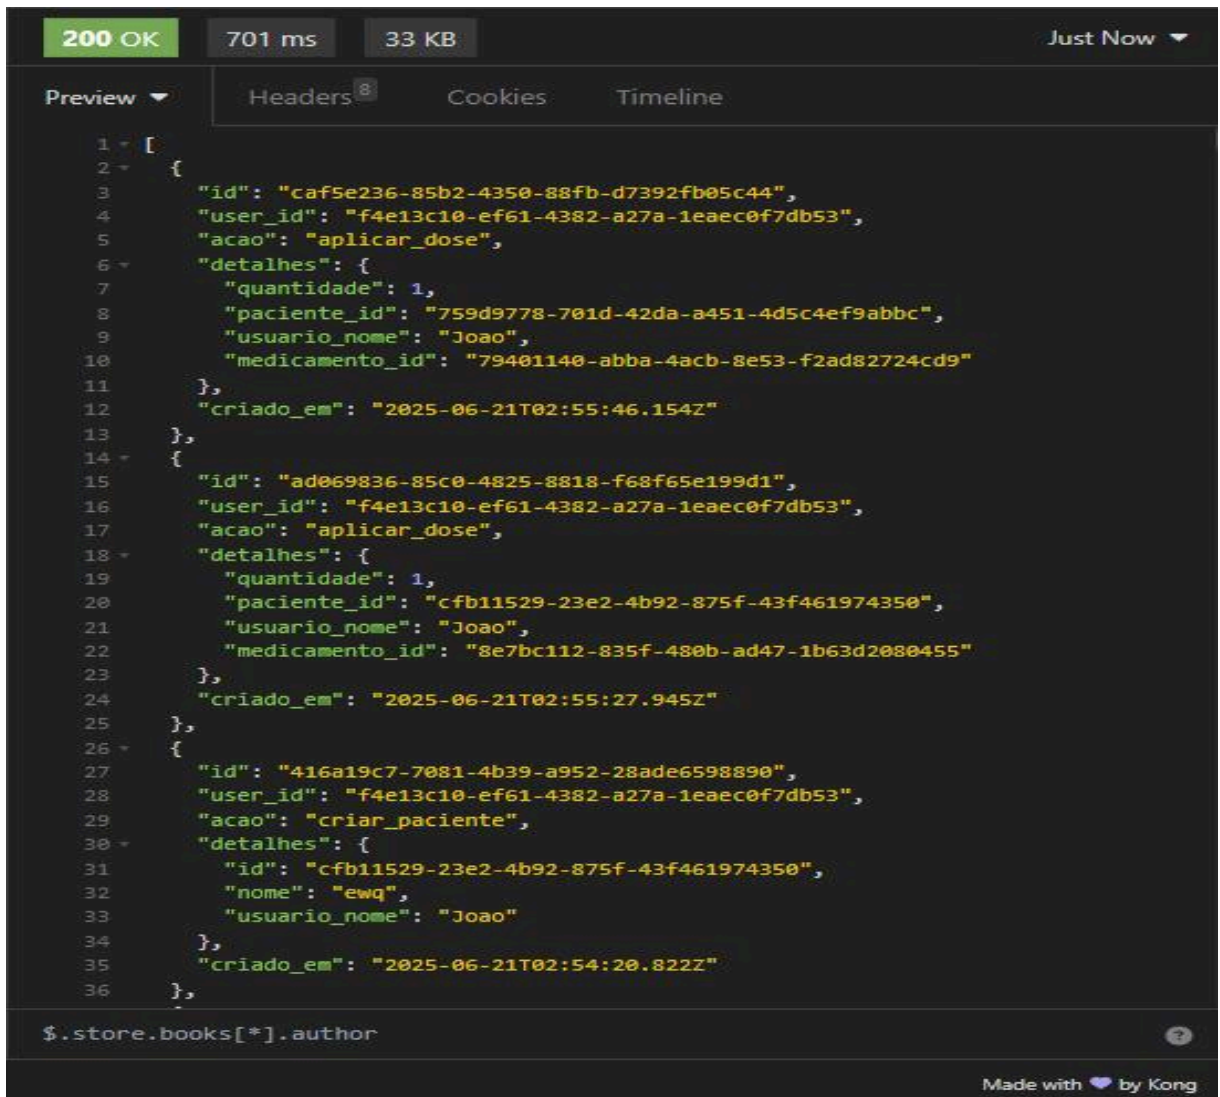 200 OK 701 ms 33 KB Just Now
Preview Headers 8 Cookies Timeline
1 [
2 {
3 "id": "caf5e236-85b2-4350-88fb-d7392fb05c44",
4 "user_id": "f4e13c10-ef61-4382-a27a-1eaec0f7db53",
5 "acao": "aplicar_dose",
6 "detalhes": {
7 "quantidade": 1,
8 "paciente_id": "759d9778-701d-42da-a451-4d5c4ef9abbc",
9 "usuario_nome": "Joao",
10 "medicamento_id": "79401140-abba-4acb-8e53-f2ad82724cd9"
11 },
12 "criado_em": "2025-06-21T02:55:46.154Z"
13 },
14 {
15 "id": "ad069836-85c0-4825-8818-f68f65e199d1",
16 "user_id": "f4e13c10-ef61-4382-a27a-1eaec0f7db53",
17 "acao": "aplicar_dose",
18 "detalhes": {
19 "quantidade": 1,
20 "paciente_id": "cfb11529-23e2-4b92-875f-43f461974350",
21 "usuario_nome": "Joao",
22 "medicamento_id": "8e7bc112-835f-480b-ad47-1b63d2080455"
23 },
24 "criado_em": "2025-06-21T02:55:27.945Z"
25 },
26 {
27 "id": "416a19c7-7081-4b39-a952-28ade6598890",
28 "user_id": "f4e13c10-ef61-4382-a27a-1eaec0f7db53",
29 "acao": "criar_paciente",
30 "detalhes": {
31 "id": "cfb11529-23e2-4b92-875f-43f461974350",
32 "nome": "ewq",
33 "usuario_nome": "Joao"
34 },
35 "criado_em": "2025-06-21T02:54:20.822Z"
36 },
$.store.books[*].author ?
Made with 💜 by Kong